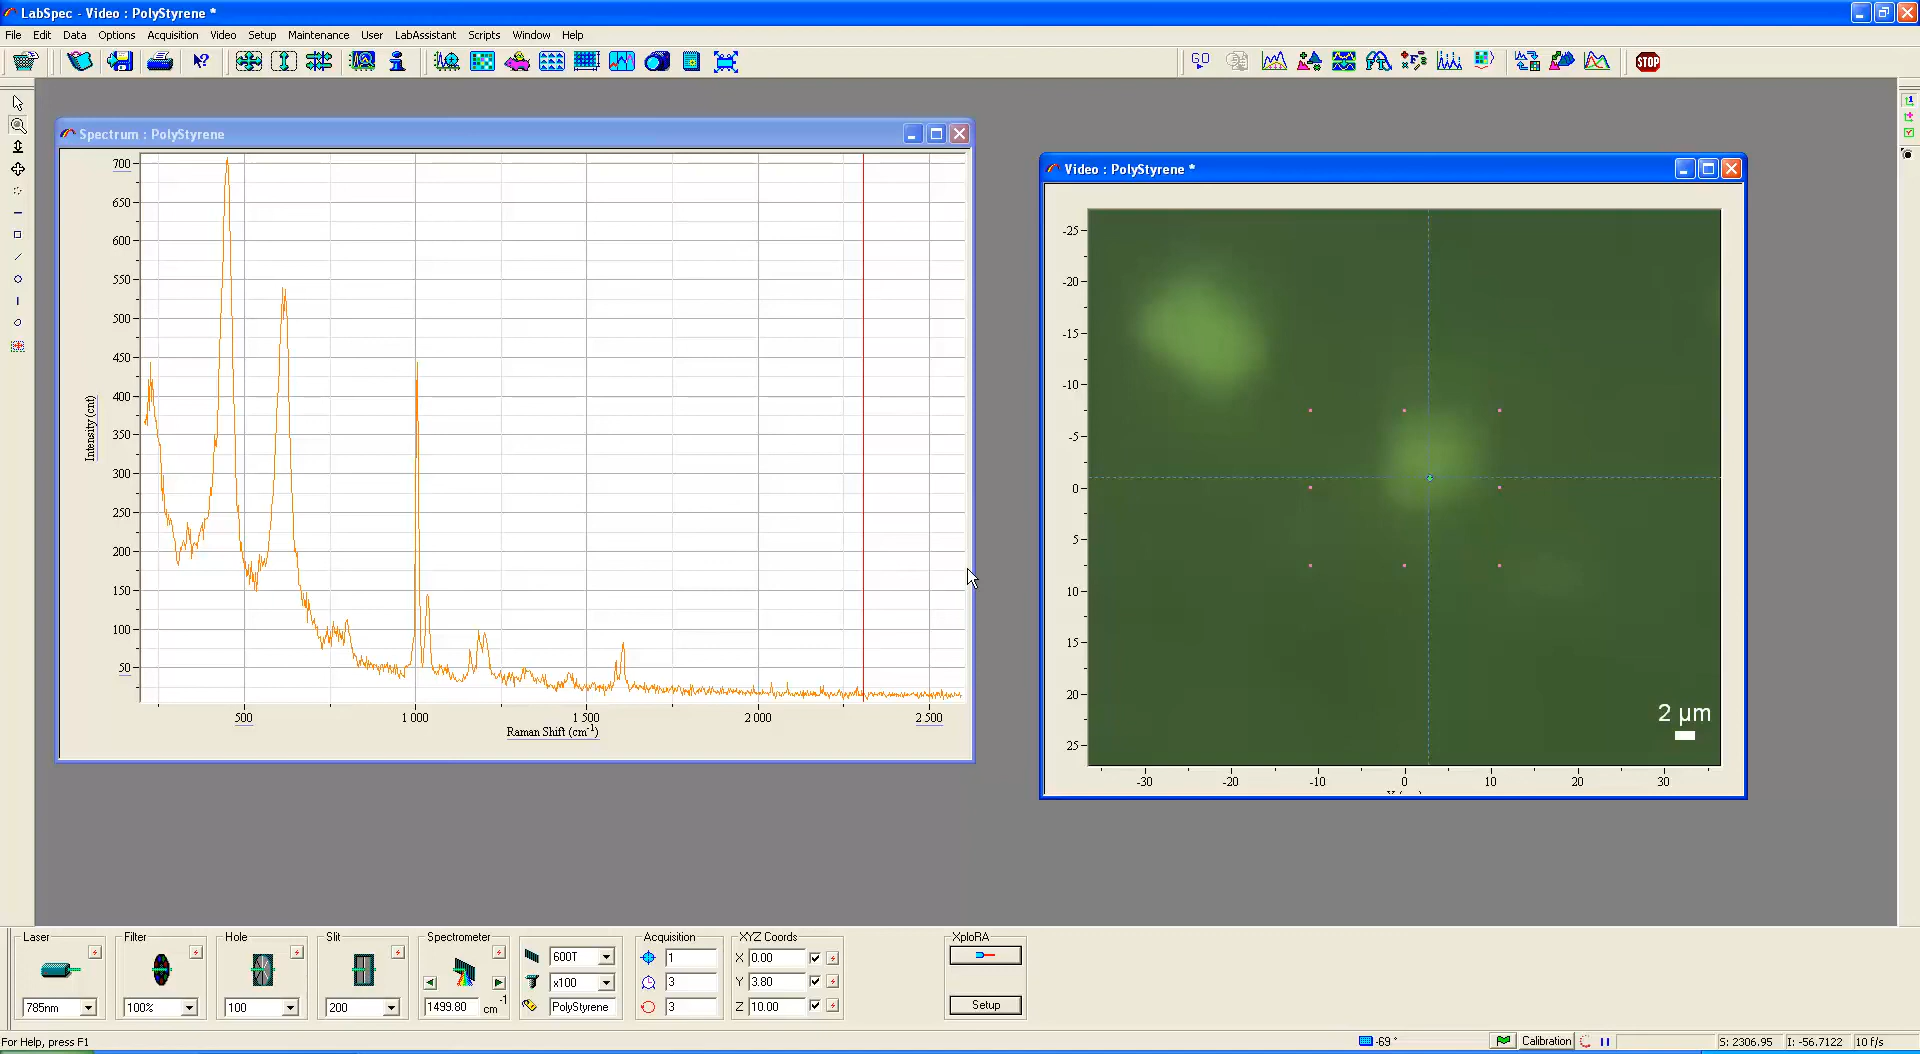 LabSpec - Video : PolyStyrene *
File Edit Data Options Acquisition Video Setup Maintenance User LabAssistant Scripts Window Help
GO
STOP
Spectrum : PolyStyrene
700
650
600
550
500
450
400
350
300
250
200
150
100
50
Intensity (cnt)
500 1 000 1 500 2 000 2 500
Raman Shift (cm-1)
Video : PolyStyrene *
-25
-20
-15
-10
-5
0
5
10
15
20
25
2 µm
-30 -20 -10 0 10 20 30
Laser Filter Hole Slit Spectrometer Acquisition XYZ Coords XploRA
600T 1 X 0.00
x100 3 Y 3.80
785nm 100% 100 200 1499.80 cm-1 PolyStyrene 3 Z 10.00 Setup
For Help, press F1 -69 ° Calibration S: 2306.95 I: -56.7122 10 f/s